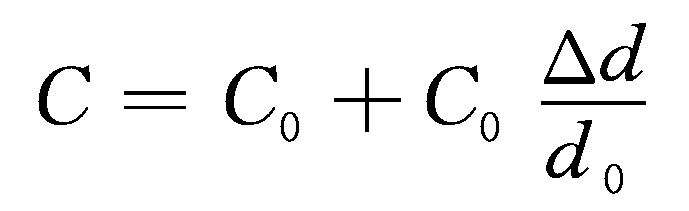 C = C₀ + C₀ Δd/d₀